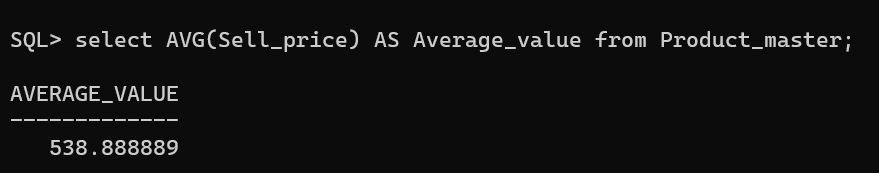 SQL> select AVG(Sell_price) AS Average_value from Product_master;
AVERAGE_VALUE
-------------
538.888889